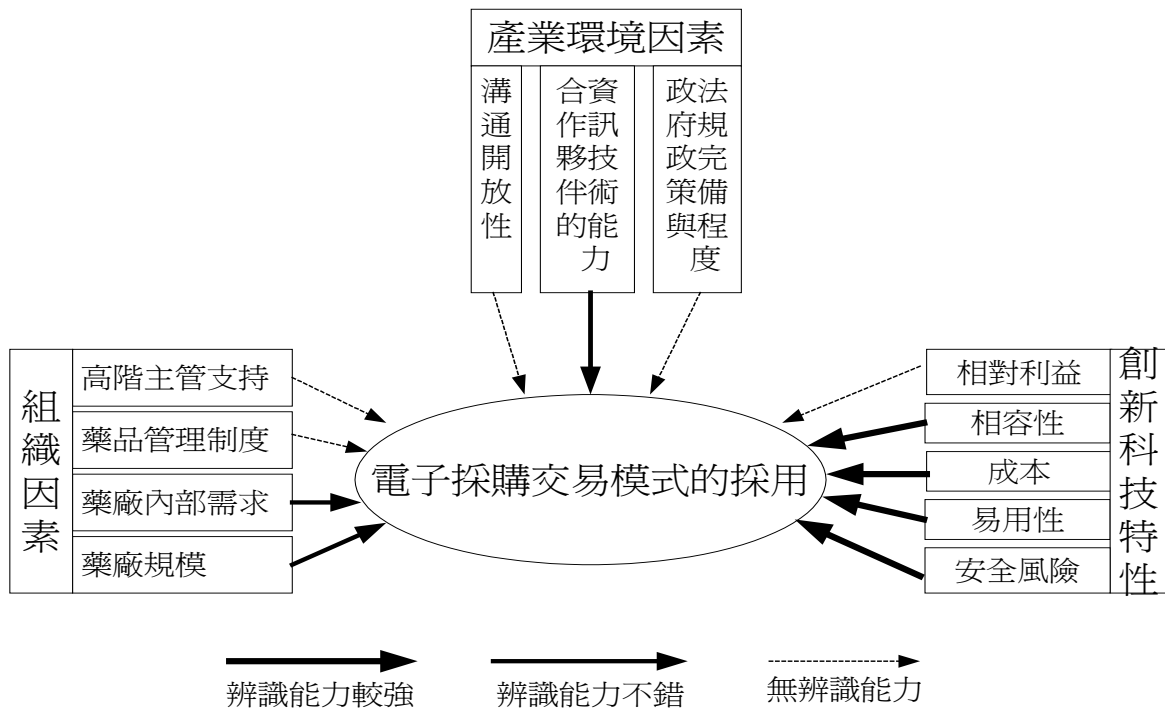 產業環境因素
溝通開放性
合作夥伴的
資訊技術能力
政府政策與
法規完備程度
組織因素
高階主管支持
藥品管理制度
藥廠內部需求
藥廠規模
電子採購交易模式的採用
相對利益
相容性
成本
易用性
安全風險
創新科技特性
辨識能力較強
辨識能力不錯
無辨識能力